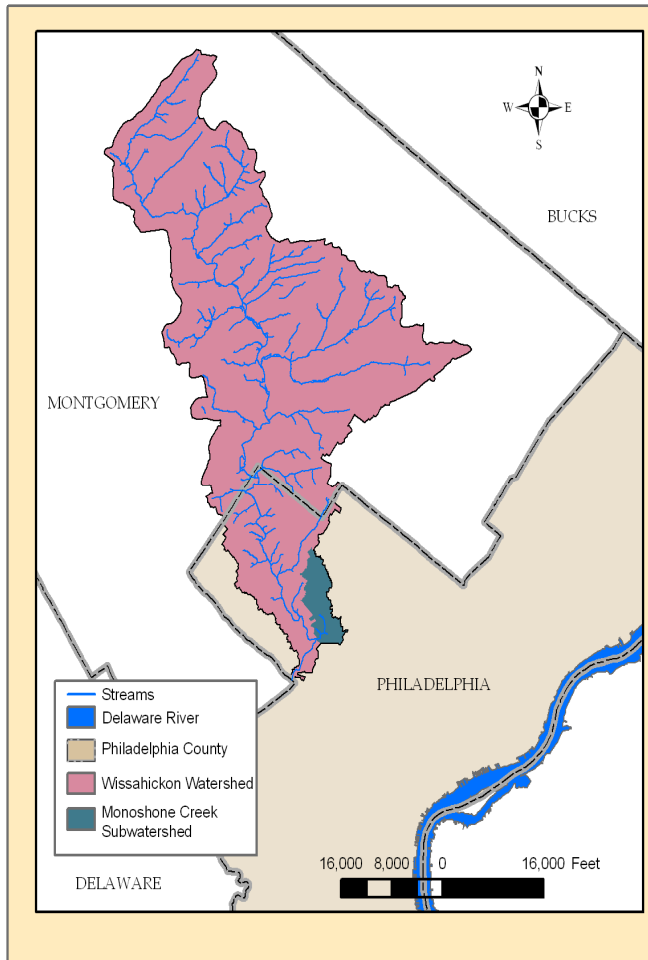 N
W E
S
BUCKS
MONTGOMERY
PHILADELPHIA
Streams
Delaware River
Philadelphia County
Wissahickon Watershed
Monoshone Creek
Subwatershed
DELAWARE
16,000 8,000 0 16,000 Feet